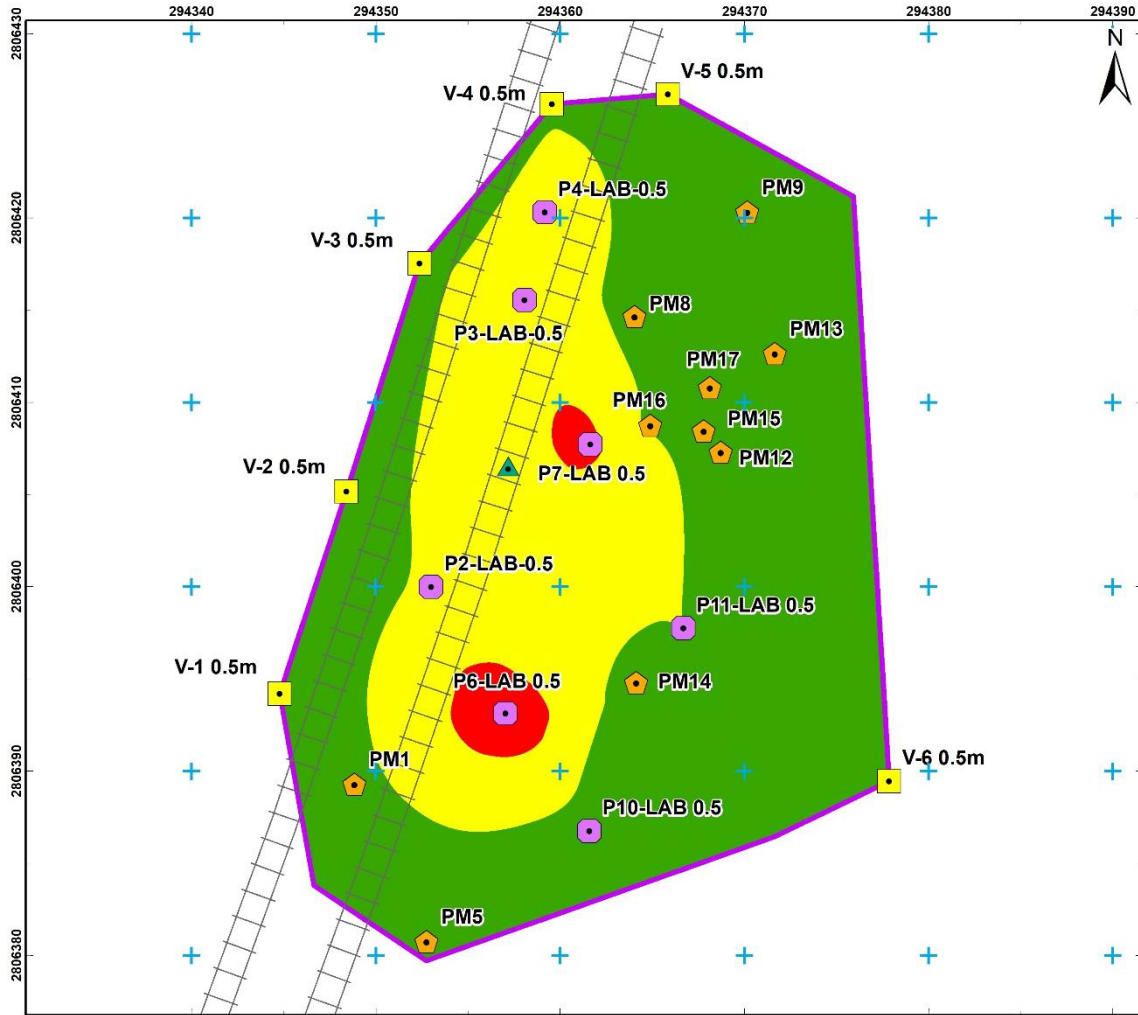 294340 294350 294360 294370 294380 294390
2806430
N
V-5 0.5m
V-4 0.5m
P4-LAB-0.5
PM9
2806420
V-3 0.5m
PM8
P3-LAB-0.5
PM13
PM17
2806410
PM16
PM15
PM12
V-2 0.5m
P7-LAB 0.5
P2-LAB-0.5
2806400
P11-LAB 0.5
V-1 0.5m
P6-LAB 0.5
PM14
PM1
V-6 0.5m
2806390
P10-LAB 0.5
PM5
2806380